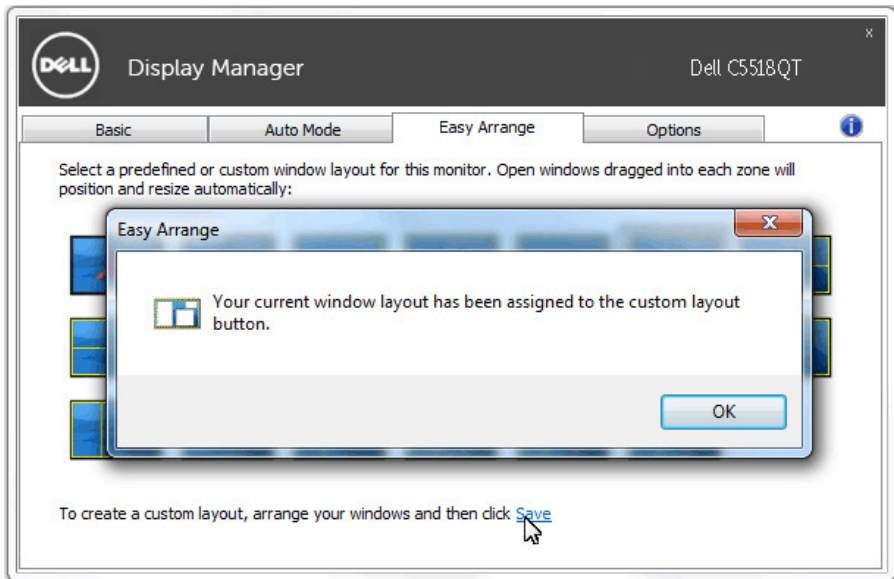 DELL
Display Manager
Dell C5518QT
x
Basic
Auto Mode
Easy Arrange
Options
Select a predefined or custom window layout for this monitor. Open windows dragged into each zone will
position and resize automatically:
Easy Arrange
Your current window layout has been assigned to the custom layout
button.
OK
To create a custom layout, arrange your windows and then click Save